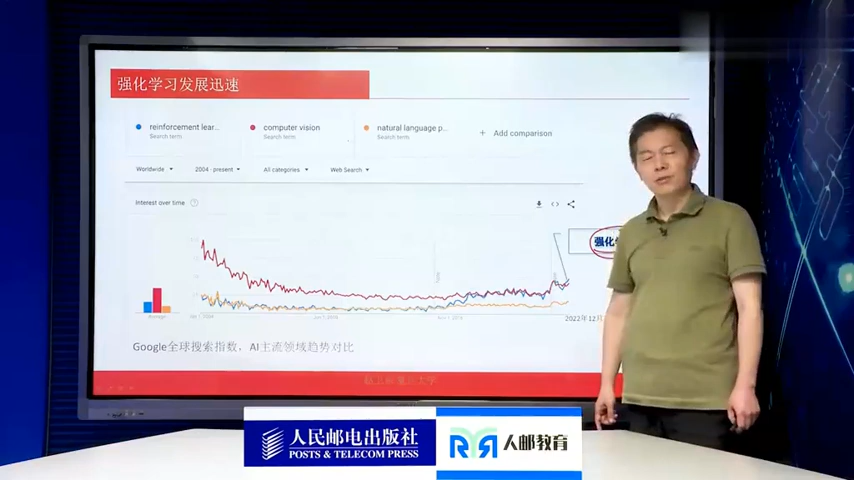 强化学习发展迅速
reinforcement lear...
Search term
computer vision
Search term
natural language p...
Search term
+ Add comparison
Worldwide
2004 - present
All categories
Web Search
Interest over time
强化
Average
2022年12月
Google全球搜索指数，AI主流领域趋势对比
人民邮电出版社
POSTS & TELECOM PRESS
人邮教育